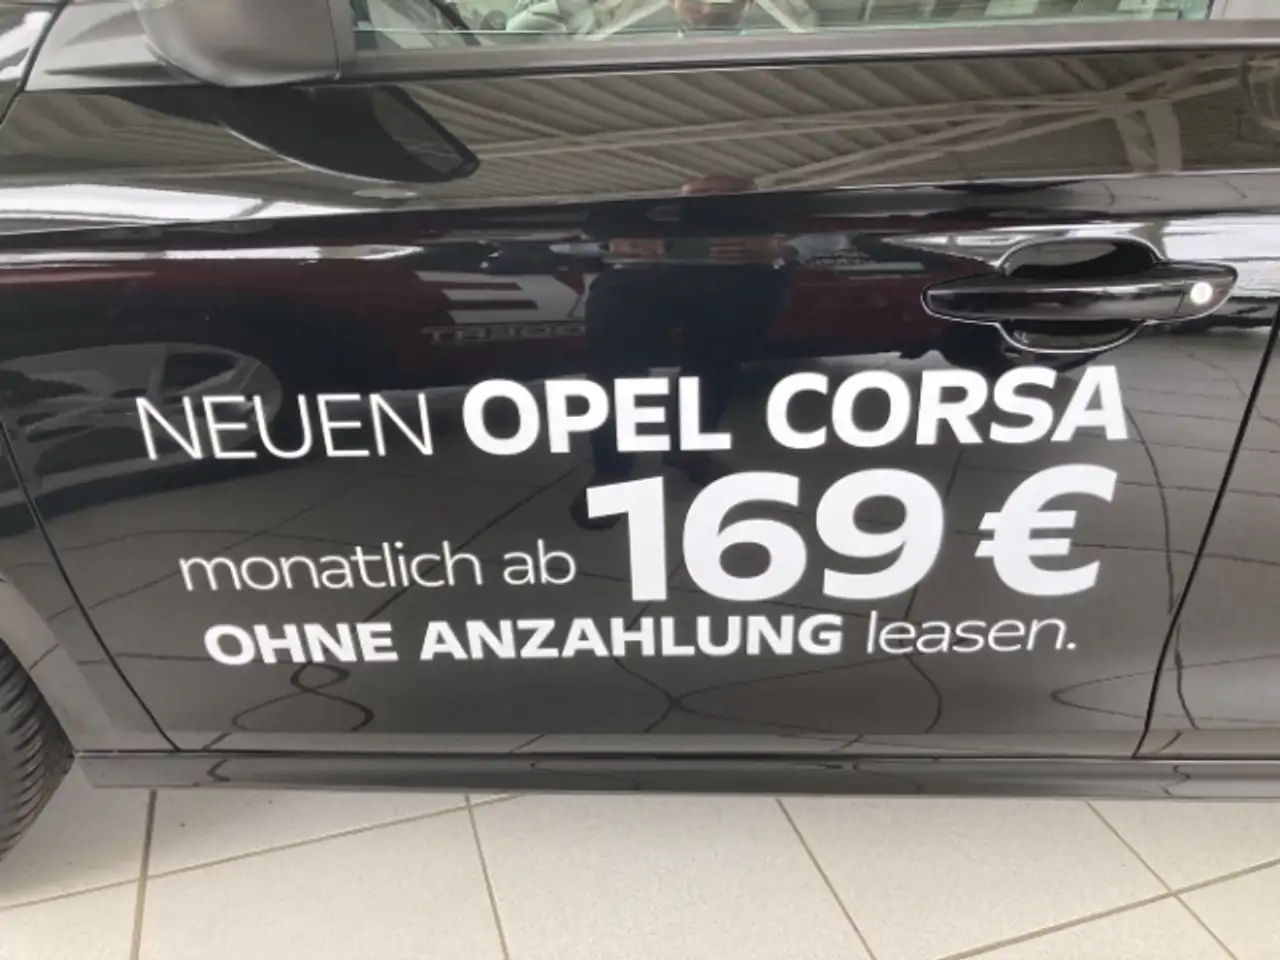 NEUEN OPEL CORSA
monatlich ab 169 €
OHNE ANZAHLUNG leasen.